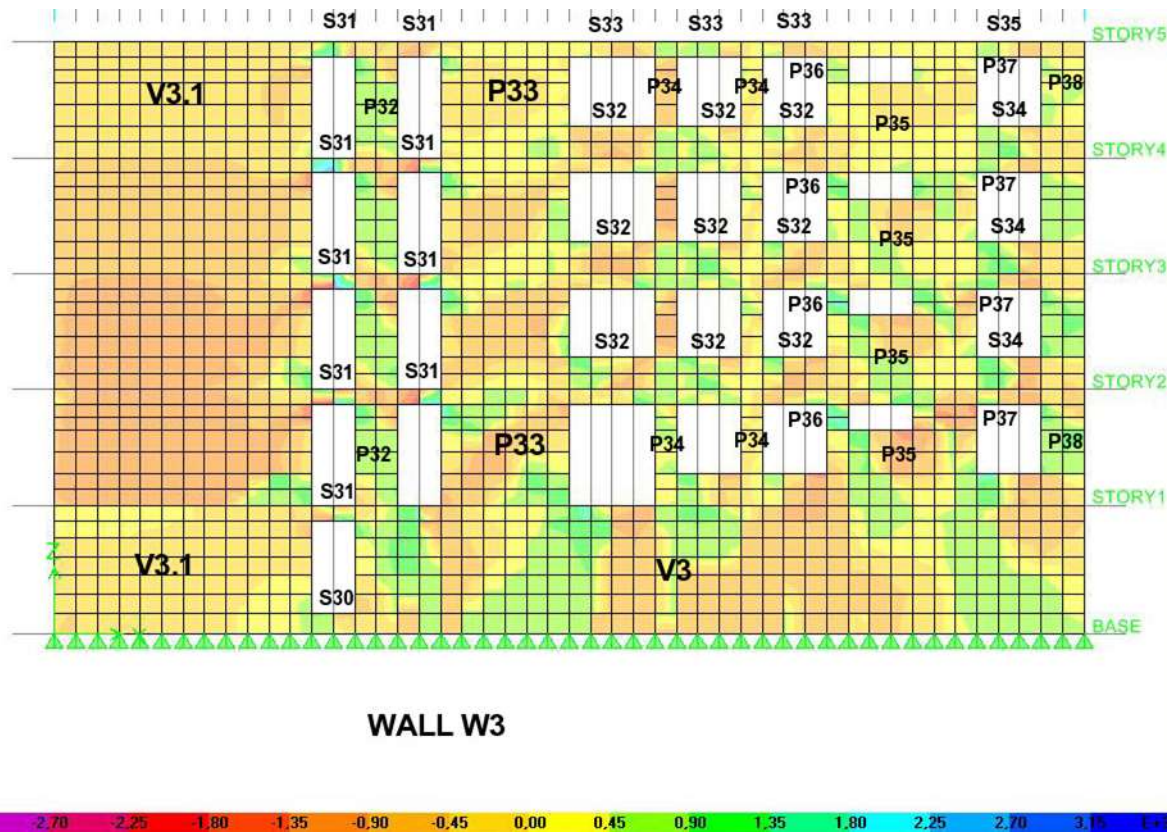 S31 S31 S33 S33 S33 S35
STORY5
V3.1 P32 P33 P34 P34 P36 P37 P38
S32 S32 S32 P35 S34
S31 S31
STORY4
P36 P37
S32 S32 S32 P35 S34
S31 S31
STORY3
P36 P37
S32 S32 S32 P35 S34
S31 S31
STORY2
P36 P37
P32 P33 P34 P34 P35 P38
S31
STORY1
V3.1 V3
S30
Z
X
BASE
WALL W3
-2,70 -2,25 -1,80 -1,35 -0,90 -0,45 0,00 0,45 0,90 1,35 1,80 2,25 2,70 3,15